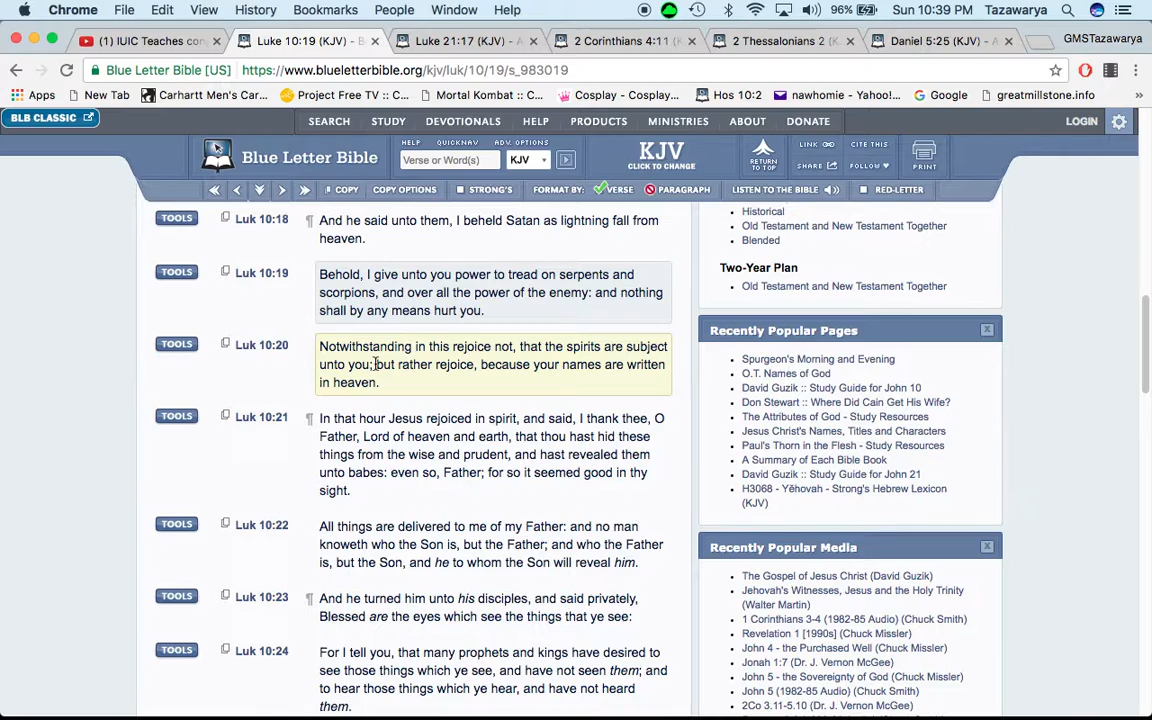 Chrome File Edit View History Bookmarks People Window Help 96% Sun 10:39 PM Tazawarya
(1) IUIC Teaches con Luke 10:19 (KJV) - B Luke 21:17 (KJV) - A 2 Corinthians 4:11 ( 2 Thessalonians 2 (K Daniel 5:25 (KJV) - A GMSTazawarya
Blue Letter Bible [US] https://www.blueletterbible.org/kjv/luk/10/19/s_983019
Apps New Tab Carhartt Men's Car... Project Free TV :: C... Mortal Kombat :: C... Cosplay - Cosplay... Hos 10:2 nawhomie - Yahoo!... Google greatmillstone.info »
BLB CLASSIC SEARCH STUDY DEVOTIONALS HELP PRODUCTS MINISTRIES ABOUT DONATE LOGIN
Blue Letter Bible
HELP QUICKNAV ADV. OPTIONS
Verse or Word(s) KJV
KJV
CLICK TO CHANGE
RETURN TO TOP
LINK CITE THIS
SHARE FOLLOW PRINT
COPY COPY OPTIONS STRONG'S FORMAT BY: VERSE PARAGRAPH LISTEN TO THE BIBLE RED-LETTER
TOOLS Luk 10:18 ¶ And he said unto them, I beheld Satan as lightning fall from
heaven.
TOOLS Luk 10:19 Behold, I give unto you power to tread on serpents and
scorpions, and over all the power of the enemy: and nothing
shall by any means hurt you.
TOOLS Luk 10:20 Notwithstanding in this rejoice not, that the spirits are subject
unto you; but rather rejoice, because your names are written
in heaven.
TOOLS Luk 10:21 ¶ In that hour Jesus rejoiced in spirit, and said, I thank thee, O
Father, Lord of heaven and earth, that thou hast hid these
things from the wise and prudent, and hast revealed them
unto babes: even so, Father; for so it seemed good in thy
sight.
TOOLS Luk 10:22 All things are delivered to me of my Father: and no man
knoweth who the Son is, but the Father; and who the Father
is, but the Son, and he to whom the Son will reveal him.
TOOLS Luk 10:23 ¶ And he turned him unto his disciples, and said privately,
Blessed are the eyes which see the things that ye see:
TOOLS Luk 10:24 For I tell you, that many prophets and kings have desired to
see those things which ye see, and have not seen them; and
to hear those things which ye hear, and have not heard
them.
Historical
Old Testament and New Testament Together
Blended
Two-Year Plan
Old Testament and New Testament Together
Recently Popular Pages
Spurgeon's Morning and Evening
O.T. Names of God
David Guzik :: Study Guide for John 10
Don Stewart :: Where Did Cain Get His Wife?
The Attributes of God - Study Resources
Jesus Christ's Names, Titles and Characters
Paul's Thorn in the Flesh - Study Resources
A Summary of Each Bible Book
David Guzik :: Study Guide for John 21
H3068 - Yĕhovah - Strong's Hebrew Lexicon
(KJV)
Recently Popular Media
The Gospel of Jesus Christ (David Guzik)
Jehovah's Witnesses, Jesus and the Holy Trinity
(Walter Martin)
1 Corinthians 3-4 (1982-85 Audio) (Chuck Smith)
Revelation 1 [1990s] (Chuck Missler)
John 4 - the Purchased Well (Chuck Missler)
Jonah 1:7 (Dr. J. Vernon McGee)
John 5 - the Sovereignty of God (Chuck Missler)
John 5 (1982-85 Audio) (Chuck Smith)
2Co 3.11-5.10 (Dr. J. Vernon McGee)